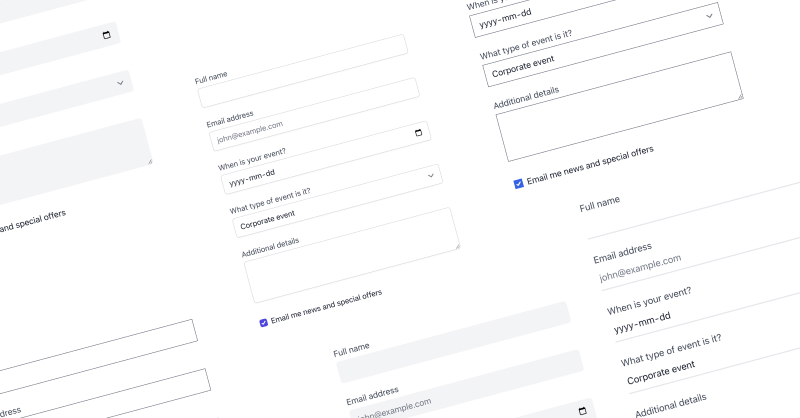 and special offers
dress
Full name
Email address
john@example.com
When is your event?
yyyy-mm-dd
What type of event is it?
Corporate event
Additional details
Email me news and special offers
Full name
Email address
john@example.com
When is y
yyyy-mm-dd
What type of event is it?
Corporate event
Additional details
Email me news and special offers
Full name
Email address
john@example.com
When is your event?
yyyy-mm-dd
What type of event is it?
Corporate event
Additional details